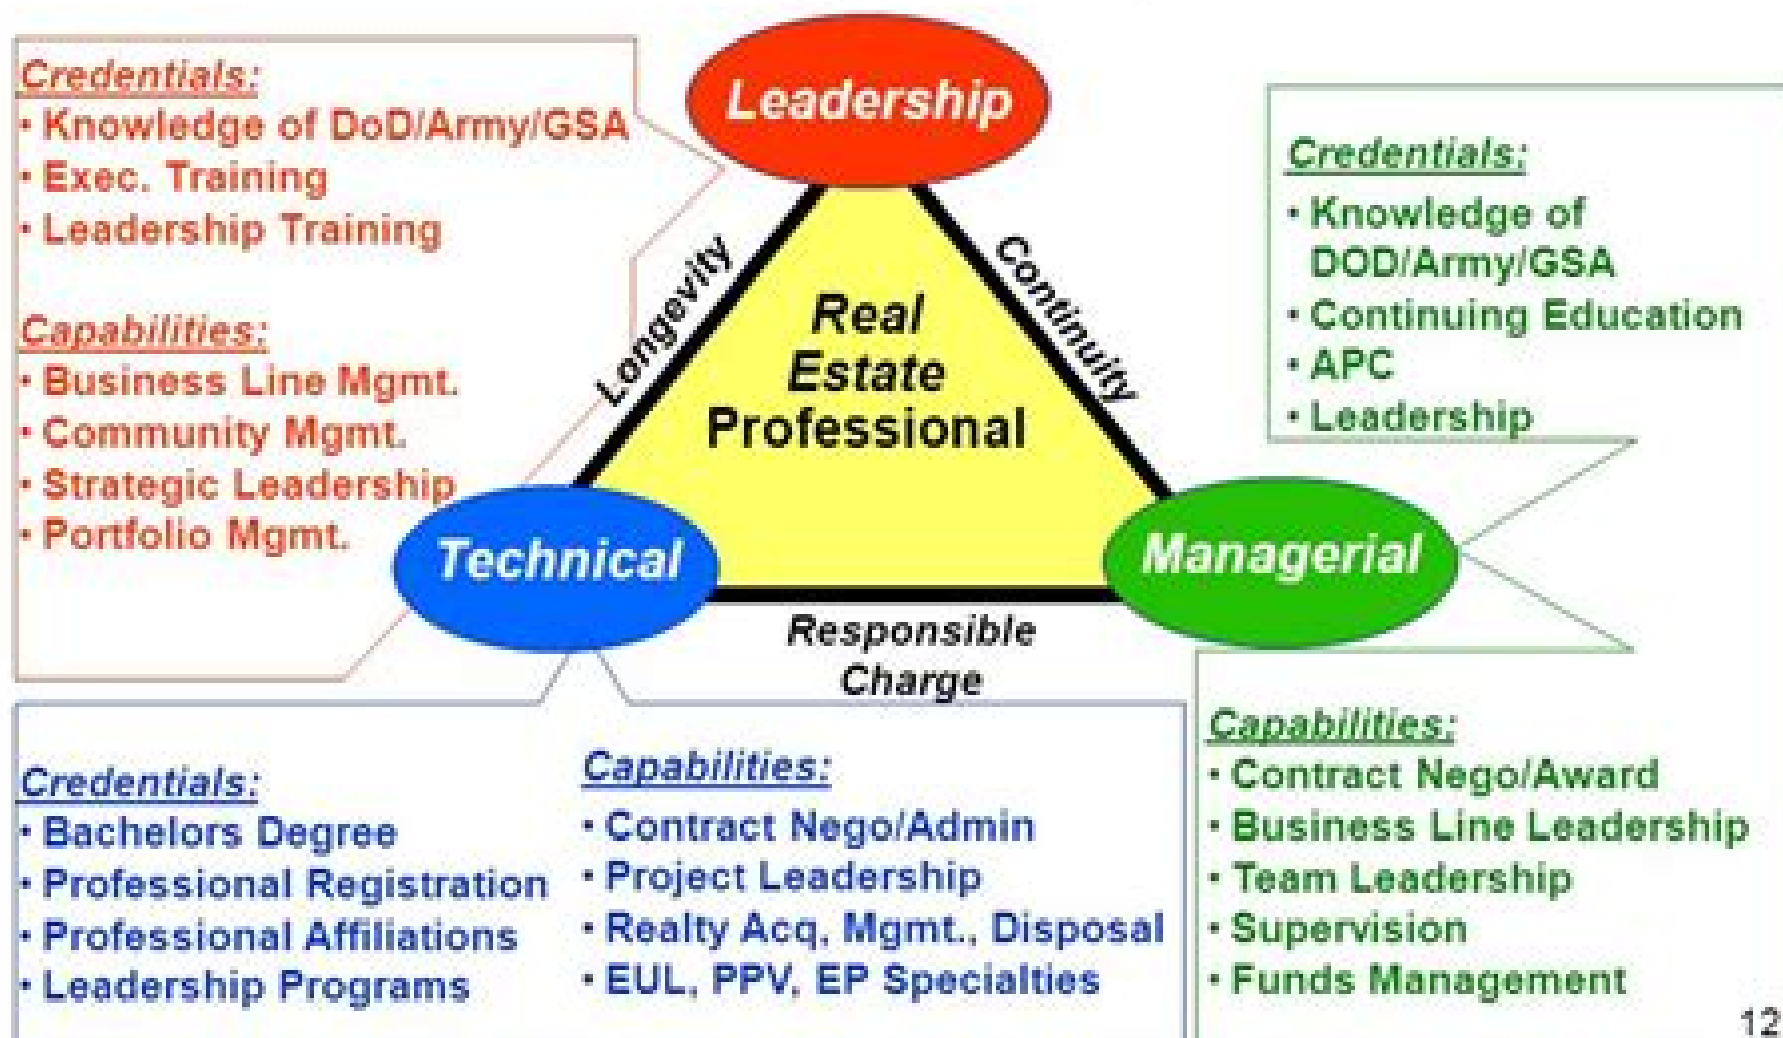 Credentials:
• Knowledge of DoD/Army/GSA
• Exec. Training
• Leadership Training
Capabilities:
• Business Line Mgmt.
• Community Mgmt.
• Strategic Leadership
• Portfolio Mgmt.
Leadership
Longevity
Continuity
Real
Estate
Professional
Technical
Managerial
Responsible
Charge
Credentials:
• Knowledge of
DOD/Army/GSA
• Continuing Education
• APC
• Leadership
Credentials:
• Bachelors Degree
• Professional Registration
• Professional Affiliations
• Leadership Programs
Capabilities:
• Contract Nego/Admin
• Project Leadership
• Realty Acq, Mgmt., Disposal
• EUL, PPV, EP Specialties
Capabilities:
• Contract Nego/Award
• Business Line Leadership
• Team Leadership
• Supervision
• Funds Management
12